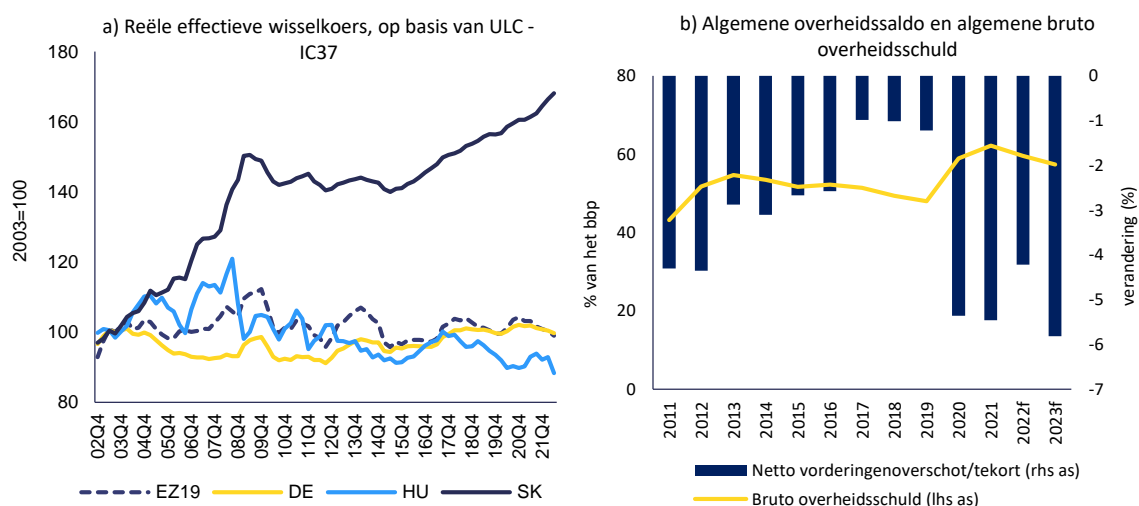 a) Reële effectieve wisselkoers, op basis van ULC -
IC37
180
160
140
120
100
80
2003=100
02Q4
03Q4
04Q4
05Q4
06Q4
07Q4
08Q4
09Q4
10Q4
11Q4
12Q4
13Q4
14Q4
15Q4
16Q4
17Q4
18Q4
19Q4
20Q4
21Q4
EZ19 DE HU SK
b) Algemene overheidssaldo en algemene bruto
overheidsschuld
80
60
40
20
0
% van het bbp
0
-1
-2
-3
-4
-5
-6
-7
verandering (%)
2011
2012
2013
2014
2015
2016
2017
2018
2019
2020
2021
2022f
2023f
Netto vorderingenoverschot/tekort (rhs as)
Bruto overheidsschuld (lhs as)